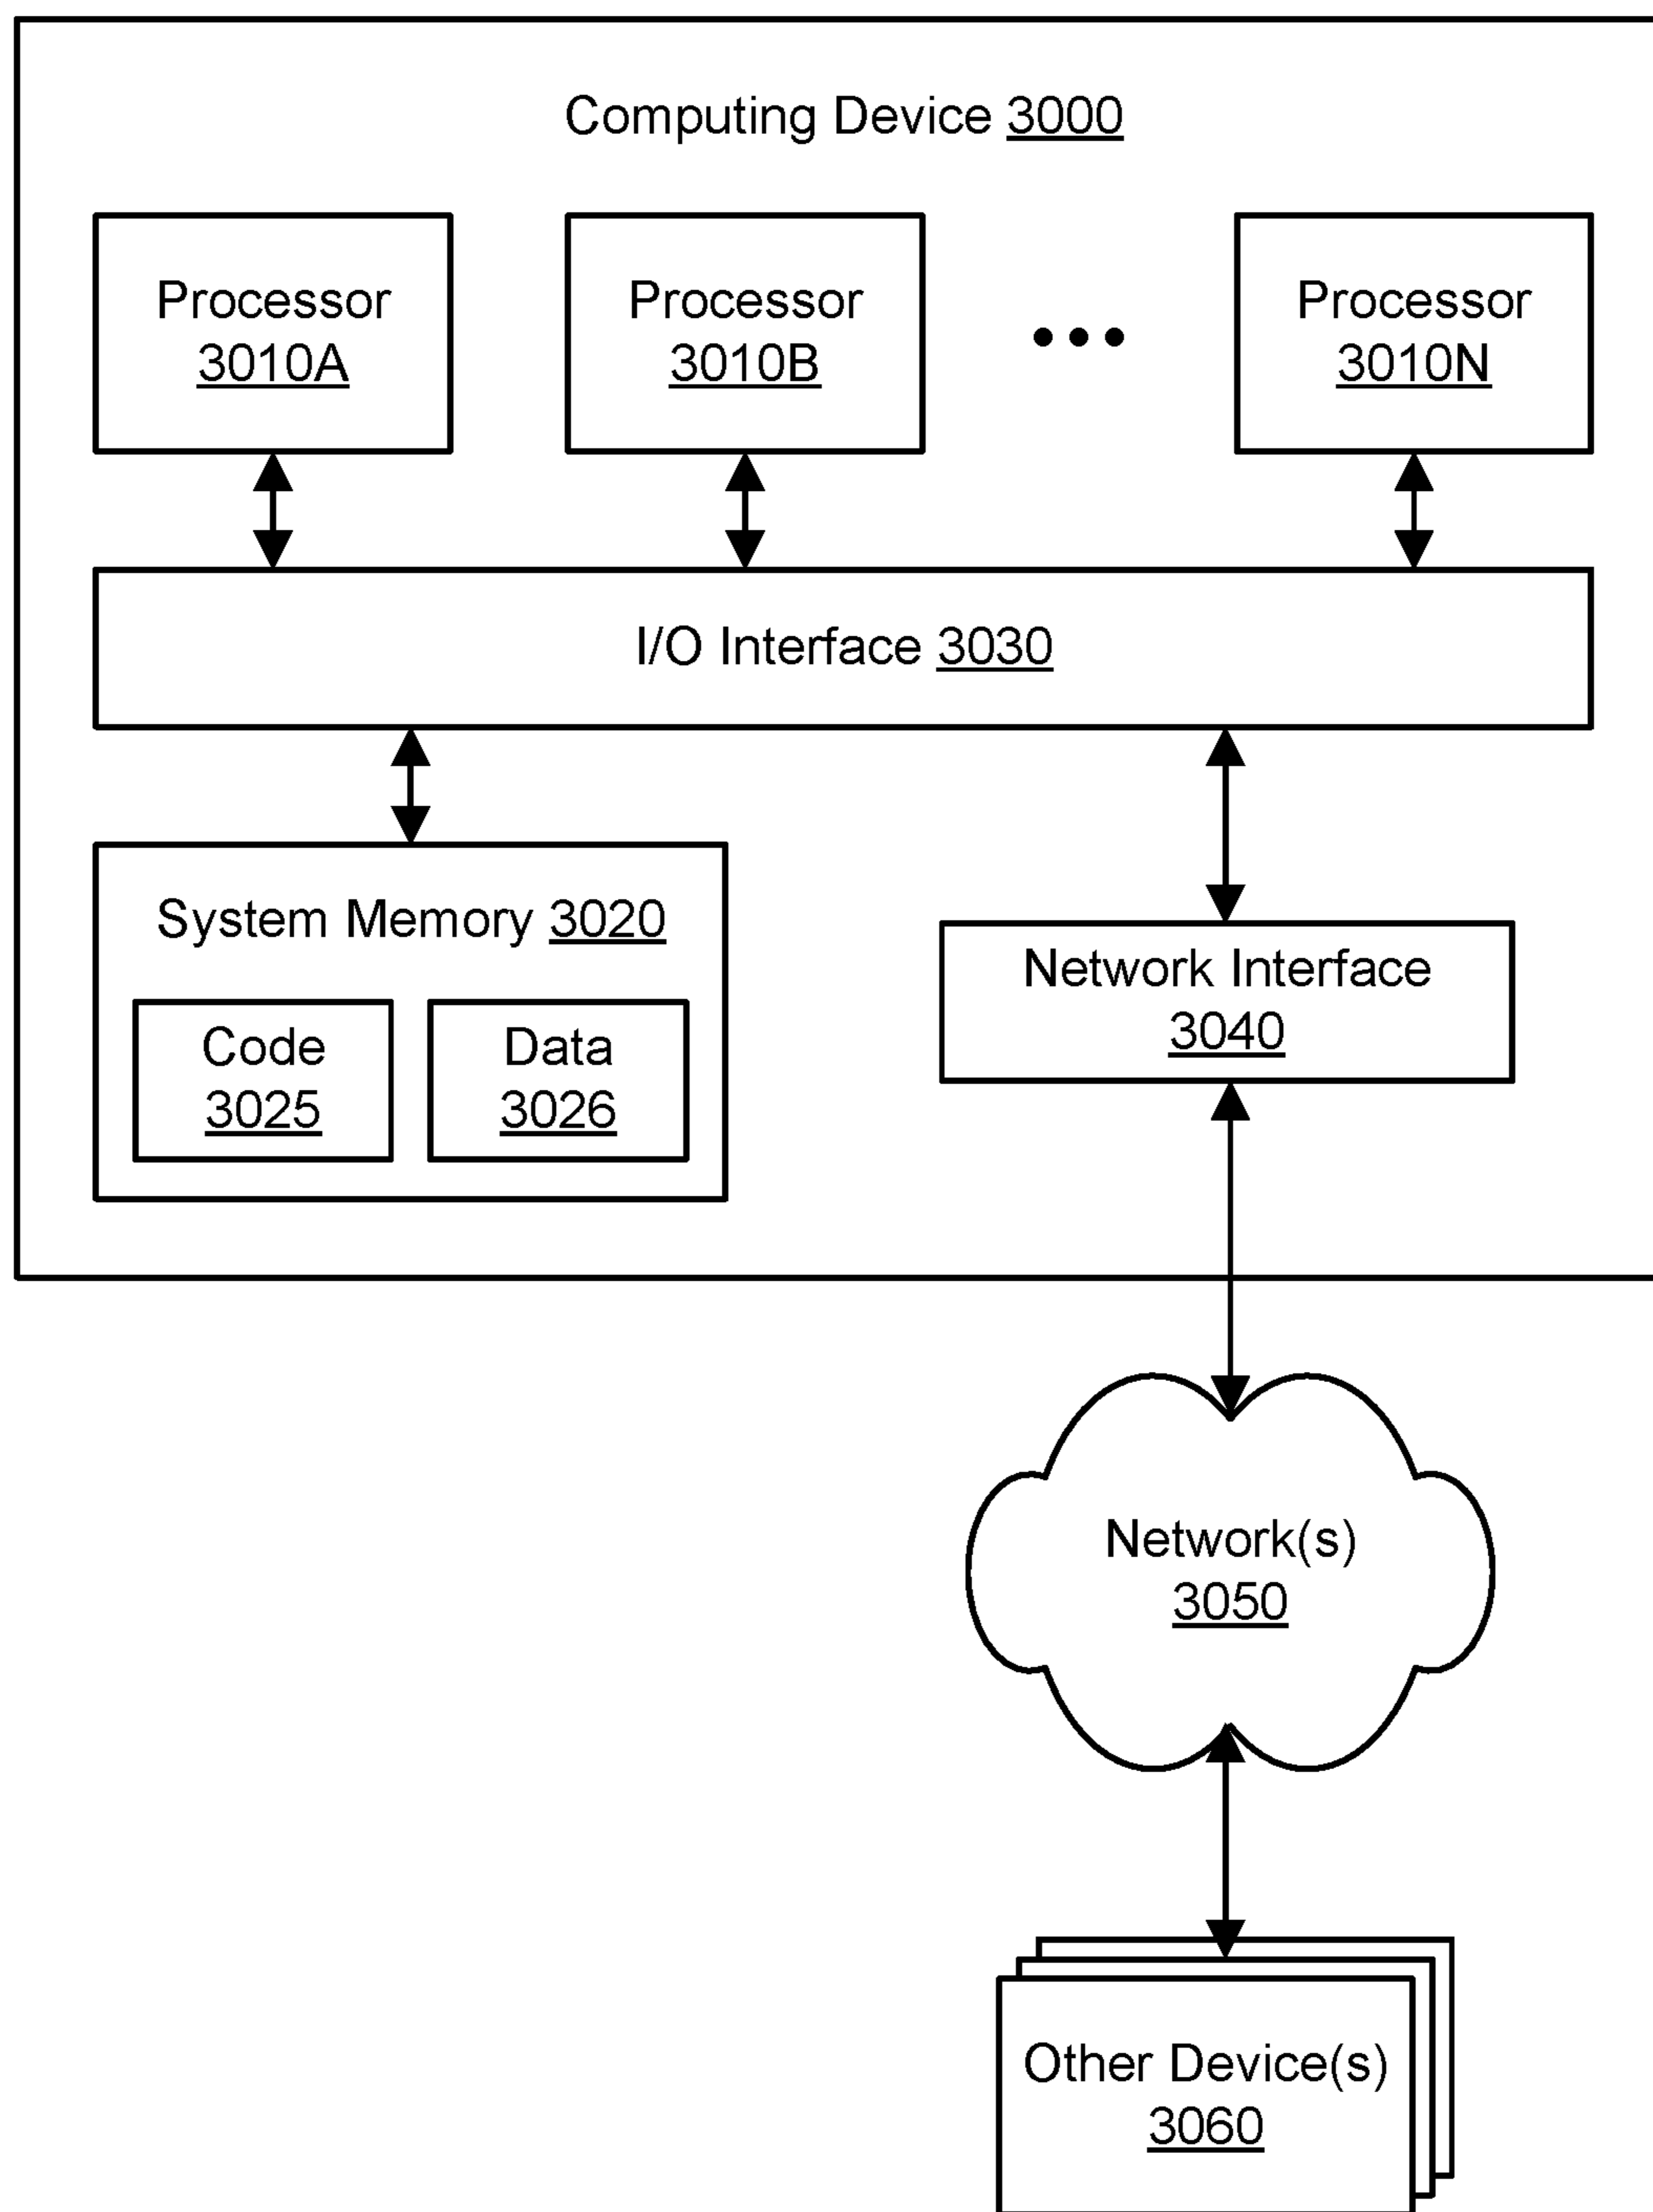 Computing Device 3000
Processor
3010A
Processor
3010B
Processor
3010N
I/O Interface 3030
System Memory 3020
Code
3025
Data
3026
Network Interface
3040
Network(s)
3050
Other Device(s)
3060